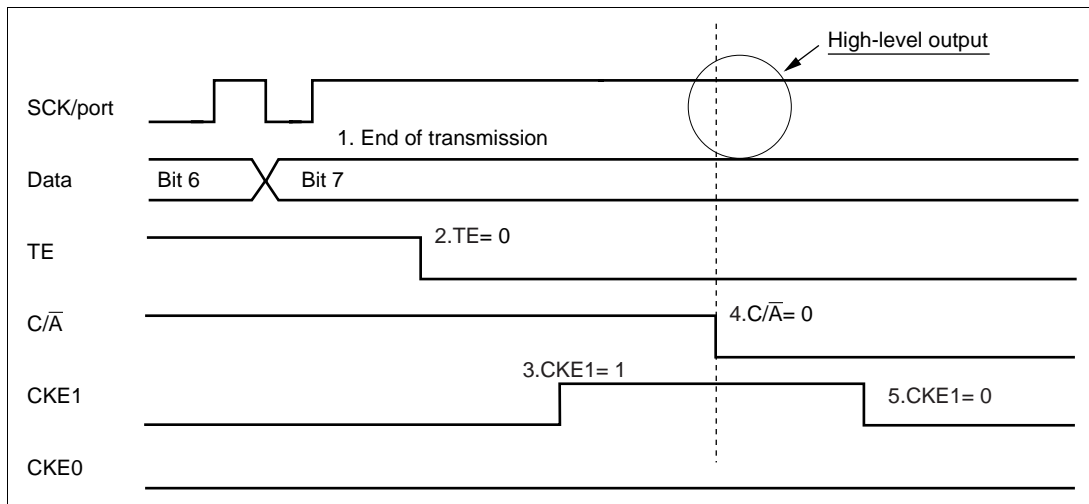 High-level output
SCK/port
1. End of transmission
Data
Bit 6
Bit 7
TE
2.TE= 0
C/A̅
4.C/A̅= 0
3.CKE1= 1
CKE1
5.CKE1= 0
CKE0